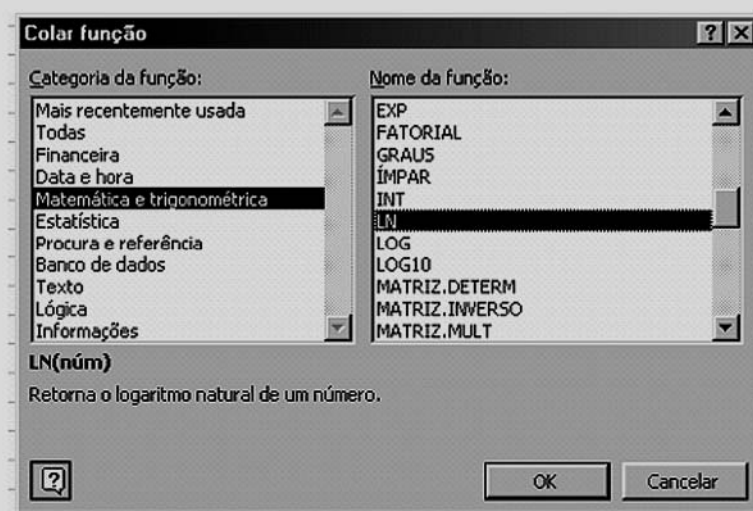 Colar função
Categoria da função:
Mais recentemente usada
Todas
Financeira
Data e hora
Matemática e trigonométrica
Estatística
Procura e referência
Banco de dados
Texto
Lógica
Informações
Nome da função:
EXP
FATORIAL
GRAUS
ÍMPAR
INT
LN
LOG
LOG10
MATRIZ.DETERM
MATRIZ.INVERSO
MATRIZ.MULT
LN(núm)
Retorna o logaritmo natural de um número.
OK
Cancelar